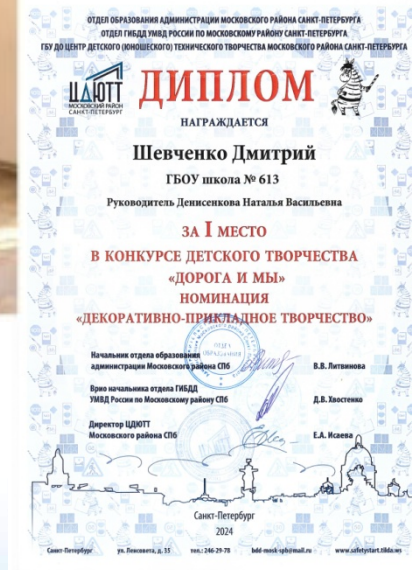 ОТДЕЛ ОБРАЗОВАНИЯ АДМИНИСТРАЦИИ МОСКОВСКОГО РАЙОНА САНКТ-ПЕТЕРБУРГА
ОТДЕЛ ГИБДД УМВД РОССИИ ПО МОСКОВСКОМУ РАЙОНУ САНКТ-ПЕТЕРБУРГА
ГБУ ДО ЦЕНТР ДЕТСКОГО (ЮНОШЕСКОГО) ТЕХНИЧЕСКОГО ТВОРЧЕСТВА МОСКОВСКОГО РАЙОНА САНКТ-ПЕТЕРБУРГА
ЦДЮТТ
МОСКОВСКИЙ РАЙОН
САНКТ-ПЕТЕРБУРГ
ДИПЛОМ
НАГРАЖДАЕТСЯ
Шевченко Дмитрий
ГБОУ школа № 613
Руководитель Денисенкова Наталья Васильевна
ЗА I МЕСТО
В КОНКУРСЕ ДЕТСКОГО ТВОРЧЕСТВА
«ДОРОГА И МЫ»
НОМИНАЦИЯ
«ДЕКОРАТИВНО-ПРИКЛАДНОЕ ТВОРЧЕСТВО»
ОТДЕЛ
ОБРАЗОВАНИЯ
Начальник отдела образования
администрации Московского района СПб В.В. Литвинова
Врио начальника отдела ГИБДД
УМВД России по Московскому району СПб Д.В. Хвостенко
Директор ЦДЮТТ
Московского района СПб Е.А. Исаева
Санкт-Петербург
2024
Санкт-Петербург ул. Ленсовета, д. 35 тел.: 246-29-78 bdd-mosk-spb@mail.ru www.safetystart.tilda.ws